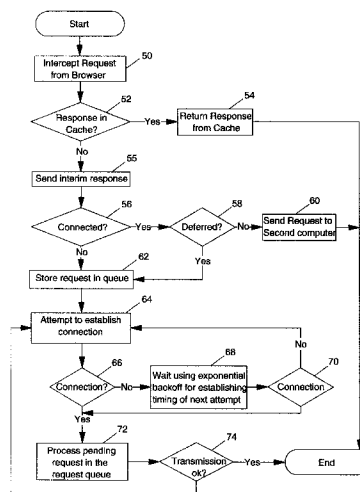 Start
50
Intercept Request
from Browser
52
Response in
Cache?
Yes
54
Return Response
from Cache
No
55
Send interim response
56
Connected?
Yes
58
Deferred?
No
60
Send Request to
Second computer
No
Yes
62
Store request in queue
64
Attempt to establish
connection
No
66
Connection?
No
68
Wait using exponential
backoff for establishing
timing of next attempt
70
Connection
Yes
72
Process pending
request in the
request queue
74
Transmission
ok?
Yes
End